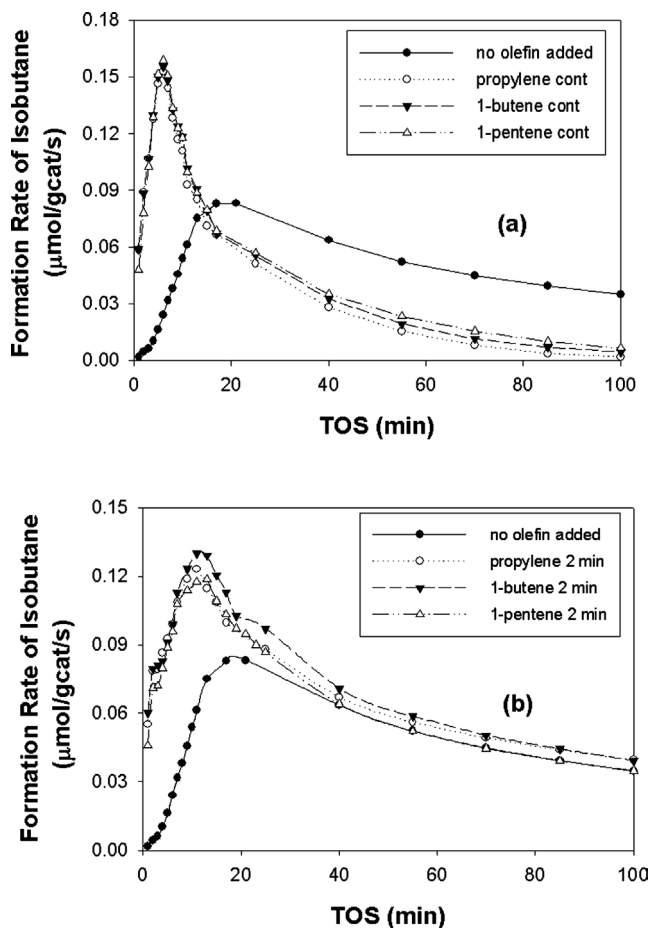 Formation Rate of Isobutane
(μmol/gcat/s)
0.18
0.15
0.12
0.09
0.06
0.03
0.00
no olefin added
propylene cont
1-butene cont
1-pentene cont
(a)
0 20 40 60 80 100
TOS (min)
Formation Rate of Isobutane
(μmol/gcat/s)
0.15
0.12
0.09
0.06
0.03
0.00
no olefin added
propylene 2 min
1-butene 2 min
1-pentene 2 min
(b)
0 20 40 60 80 100
TOS (min)